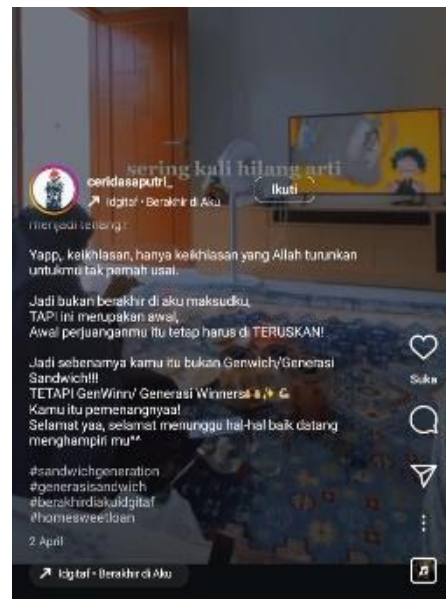 sering kali hilang arti
ceridasaputri_
Ikuti
Idgitaf • Berakhir di Aku
menjadi tenang?
Yapp,. keikhlasan, hanya keikhlasan yang Allah turunkan
untukmu tak pernah usai.
Jadi bukan berakhir di aku maksudku,
TAPI ini merupakan awal,
Awal perjuanganmu itu tetap harus di TERUSKAN!
Jadi sebenarnya kamu itu bukan Genwich/Generasi
Sandwich!!!
TETAPI GenWinn/ Generasi Winners
Kamu itu pemenangnyaa!
Selamat yaa, selamat menunggu hal-hal baik datang
menghampiri mu^^
Suka
#sandwichgeneration
#generasisandwich
#berakhirdiakuidgitaf
#homesweetloan
2 April
Idgitaf • Berakhir di Aku